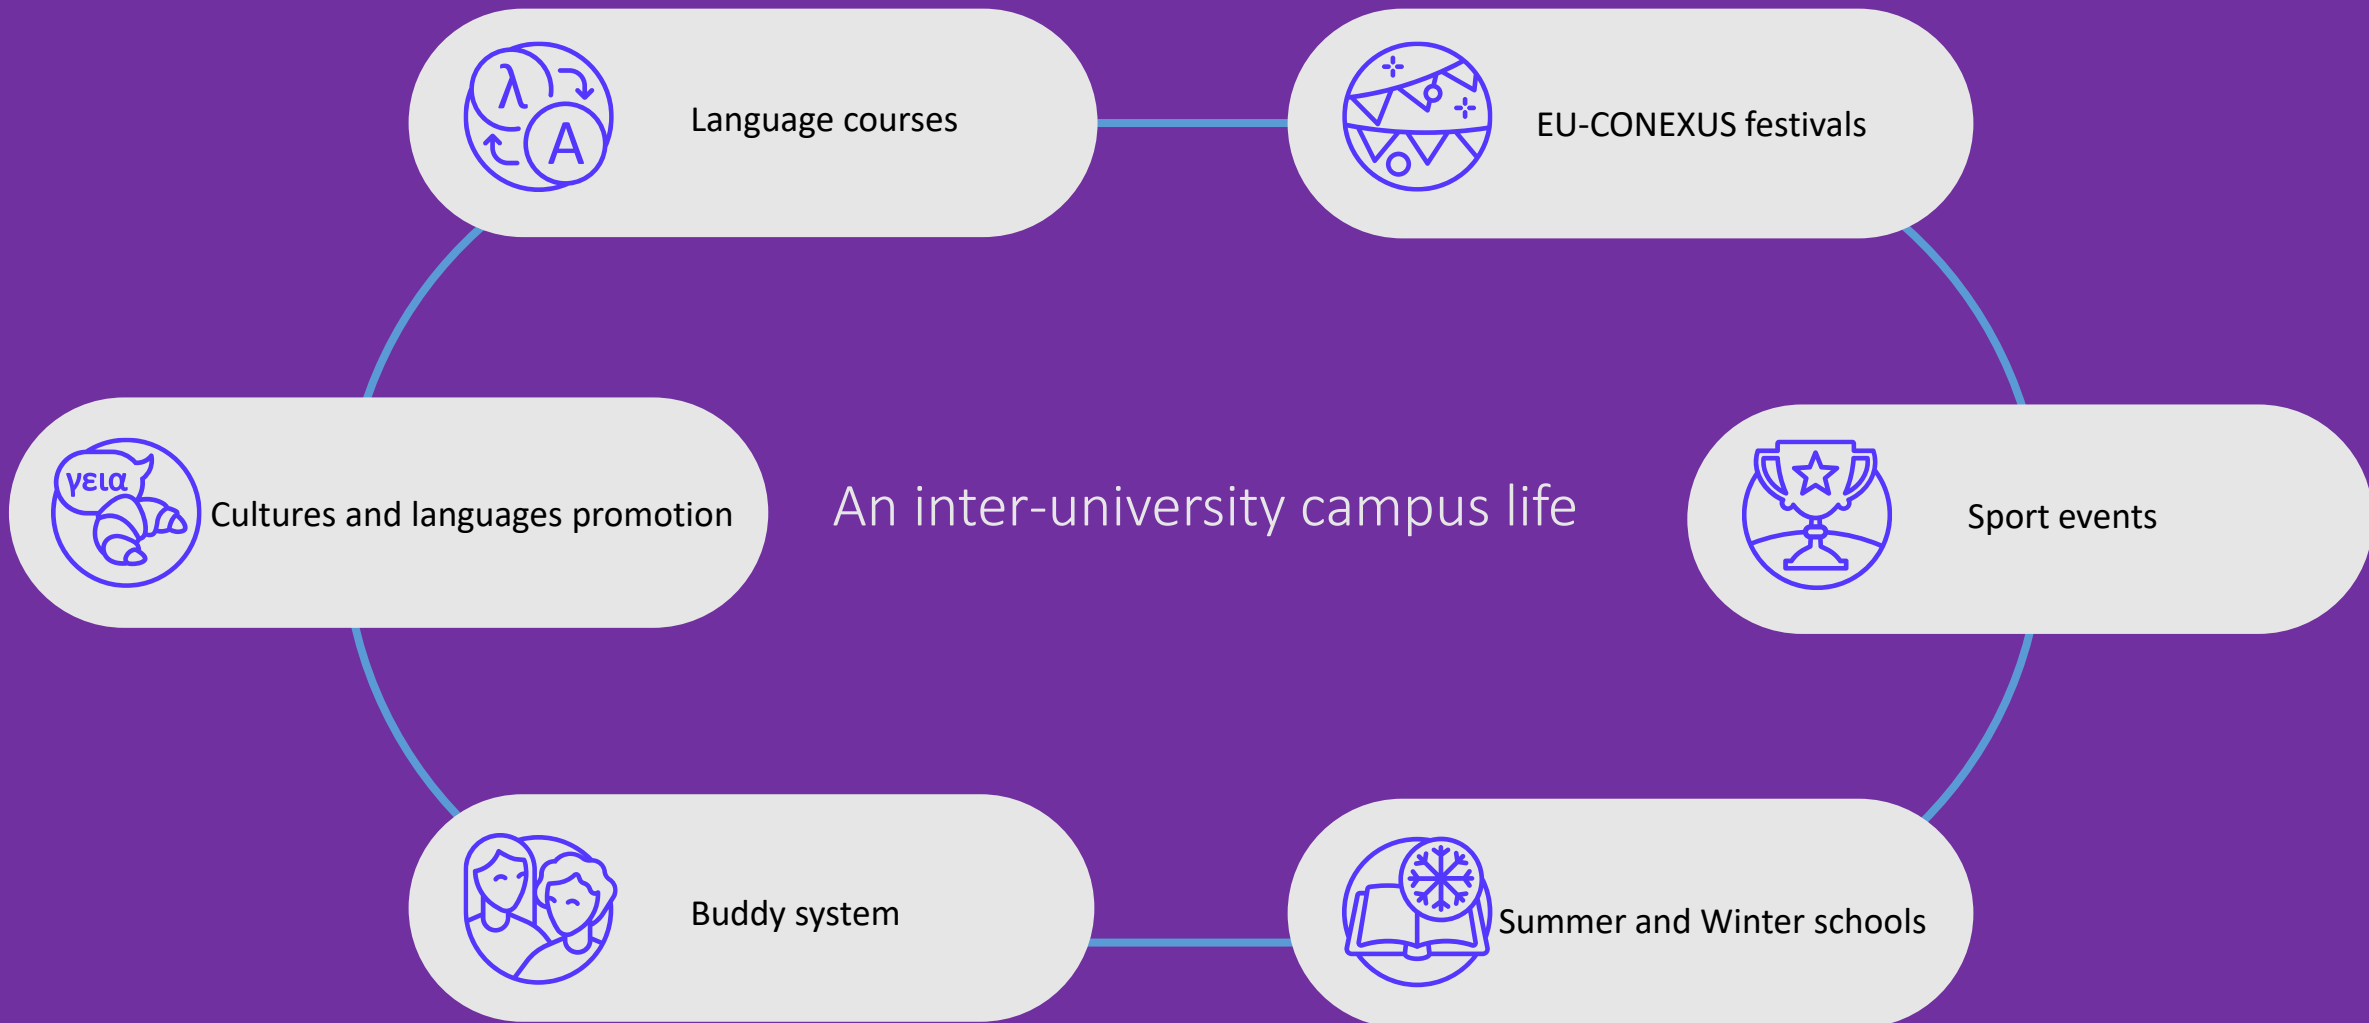 λ
A
Language courses
EU-CONEXUS festivals
γεια
Cultures and languages promotion
An inter-university campus life
Sport events
Buddy system
Summer and Winter schools